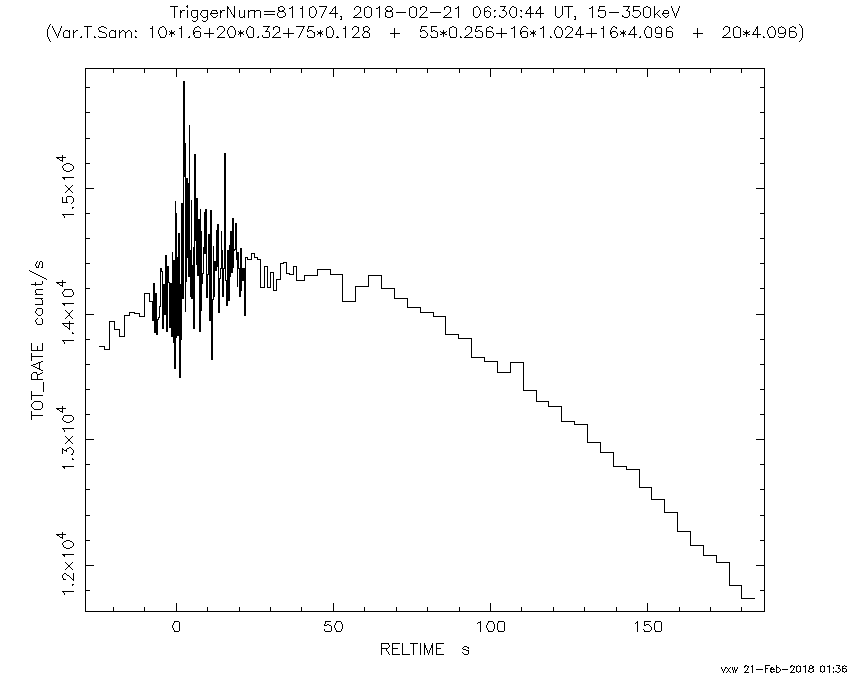 TriggerNum=811074, 2018-02-21 06:30:44 UT, 15-350keV
(Var.T.Sam: 10*1.6+20*0.32+75*0.128 + 55*0.256+16*1.024+16*4.096 + 20*4.096)
1.5×10⁴
1.4×10⁴
1.3×10⁴
1.2×10⁴
TOT_RATE count/s
0 50 100 150
RELTIME s
vxw 21-Feb-2018 01:36